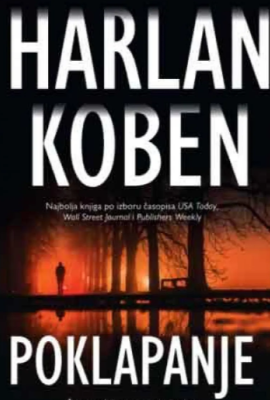 HARLAN
KOBEN
Najbolja knjiga po izboru časopisa USA Today,
Wall Street Journal i Publishers Weekly
POKLAPANJE